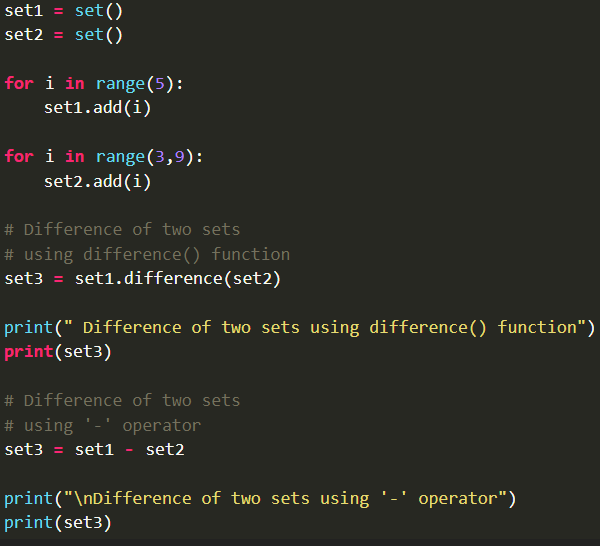 set1 = set()
set2 = set()
for i in range(5):
    set1.add(i)
for i in range(3,9):
    set2.add(i)
# Difference of two sets
# using difference() function
set3 = set1.difference(set2)
print(" Difference of two sets using difference() function")
print(set3)
# Difference of two sets
# using '-' operator
set3 = set1 - set2
print("\nDifference of two sets using '-' operator")
print(set3)